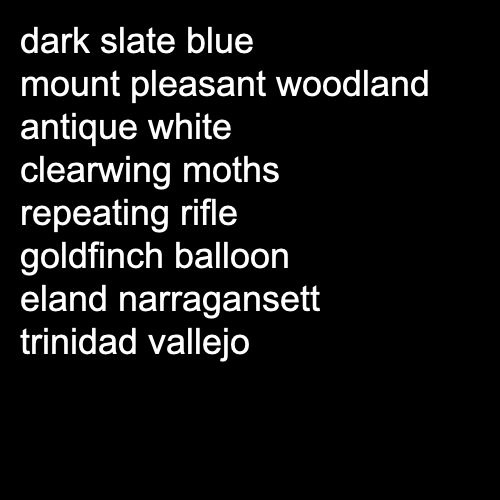 dark slate blue
mount pleasant woodland
antique white
clearwing moths
repeating rifle
goldfinch balloon
eland narragansett
trinidad vallejo